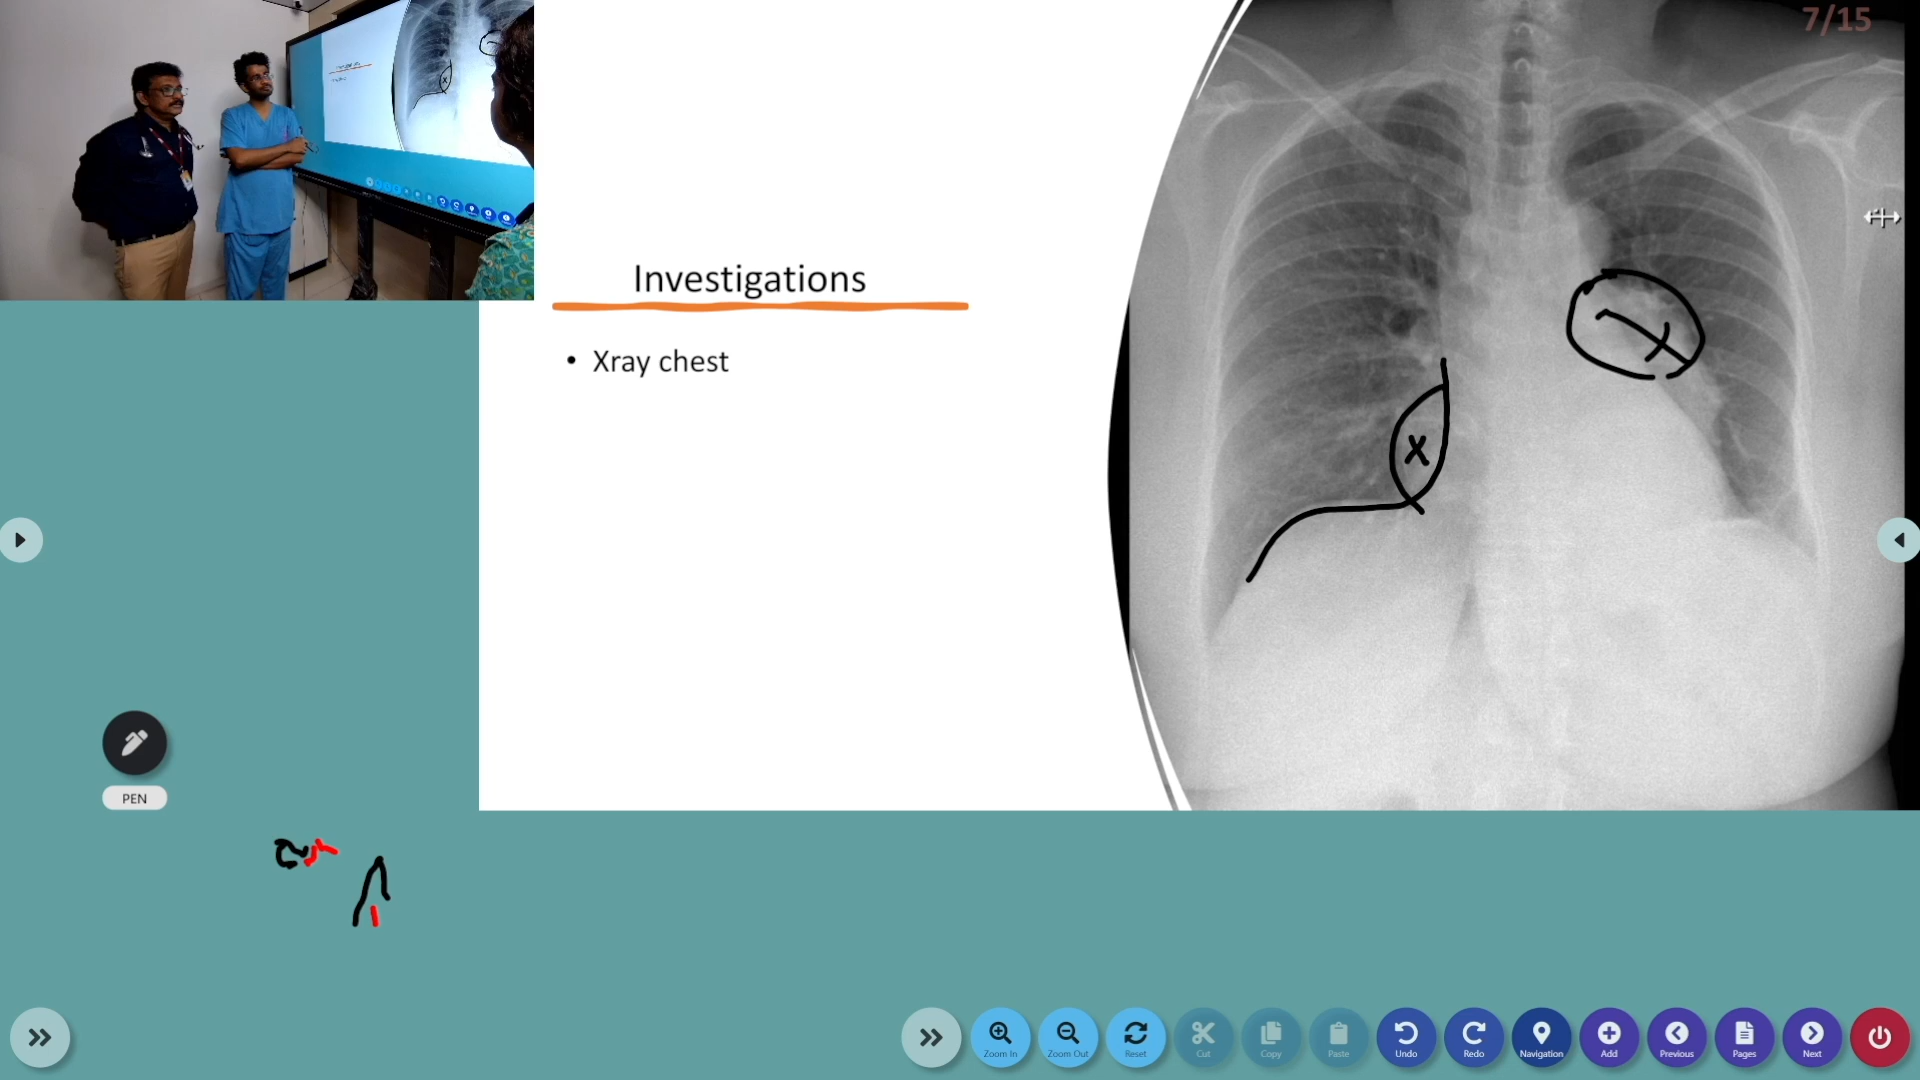 7/15
Investigations
• Xray chest
X
PEN
Zoom In Zoom Out Reset Cut Copy Paste Undo Redo Navigation Add Previous Pages Next